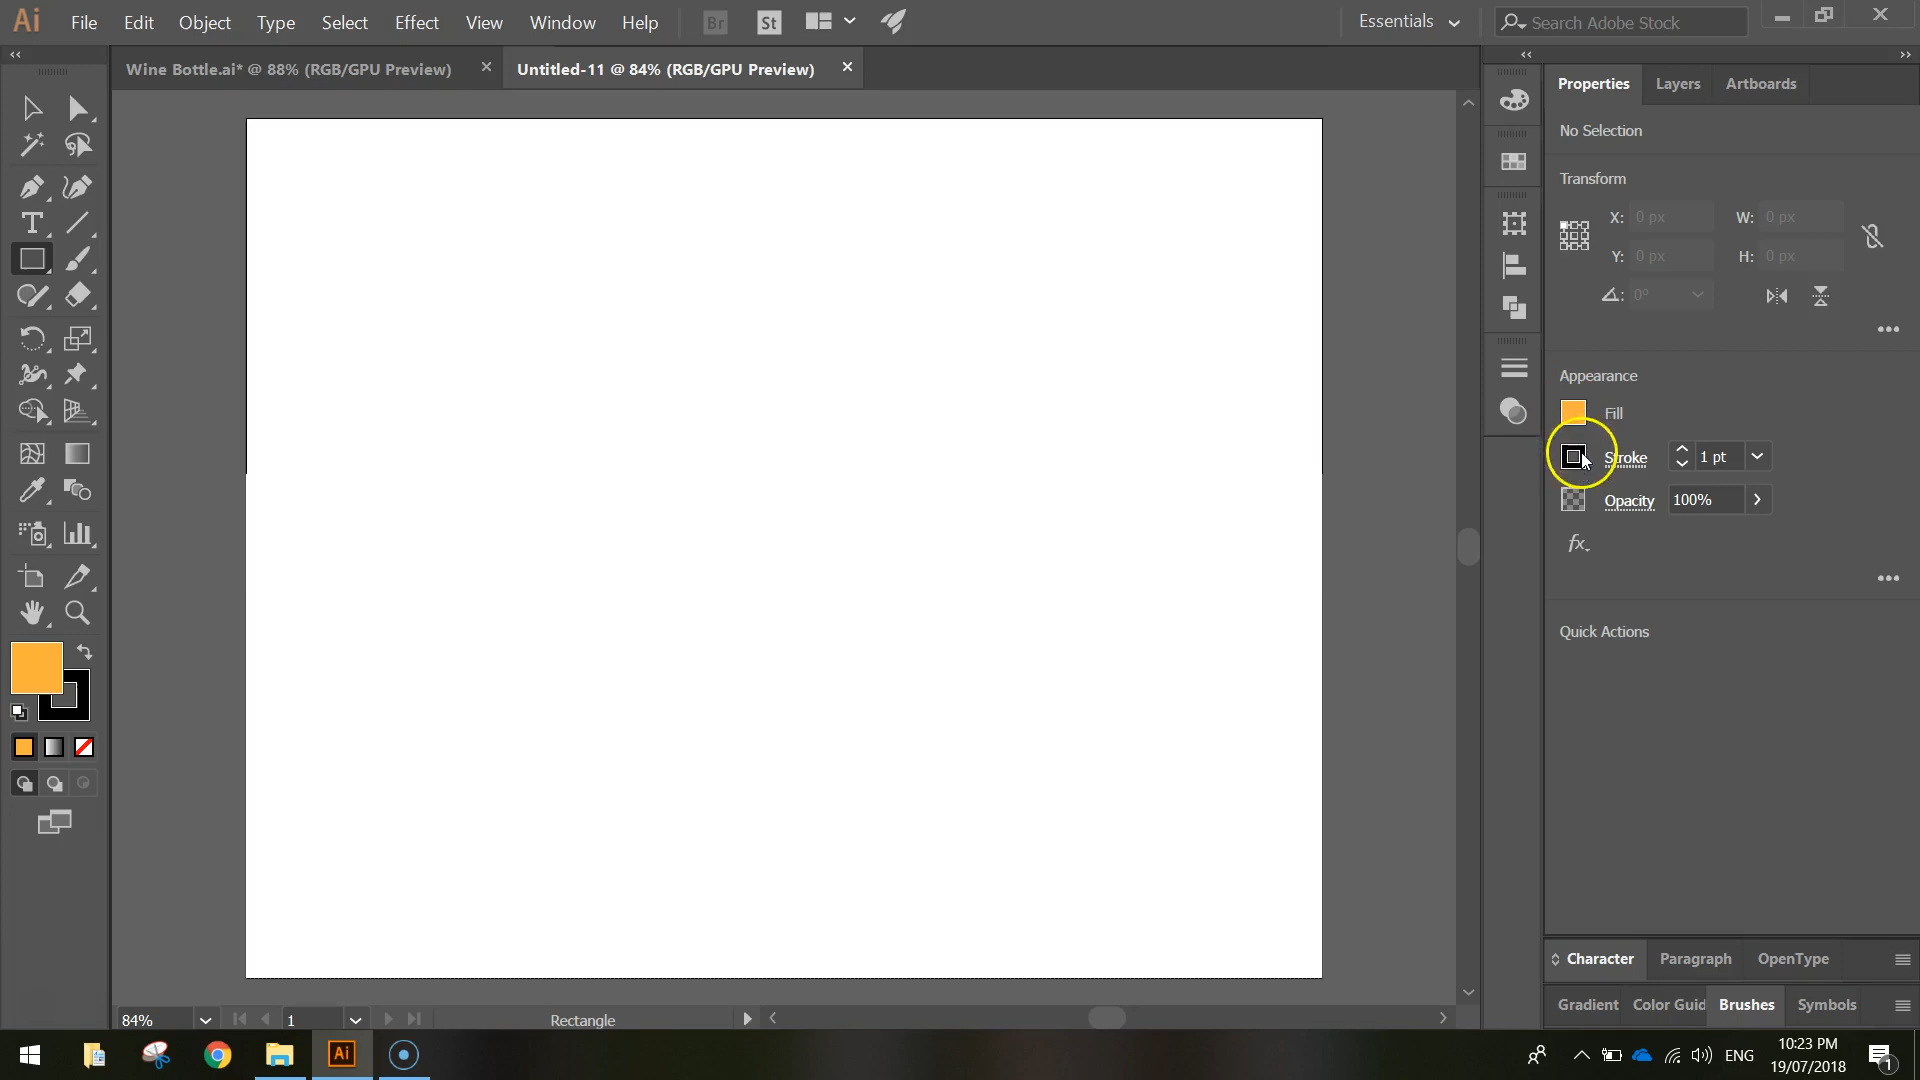 Ai File Edit Object Type Select Effect View Window Help Br St Essentials Search Adobe Stock
Wine Bottle.ai* @ 88% (RGB/GPU Preview) Untitled-11 @ 84% (RGB/GPU Preview)
Properties Layers Artboards
No Selection
Transform
X: 0 px W: 0 px
Y: 0 px H: 0 px
0°
Appearance
Fill
Stroke 1 pt
Opacity 100%
fx.
Quick Actions
Character Paragraph OpenType
Gradient Color Guid Brushes Symbols
84% 1 Rectangle
Ai ENG 10:23 PM
19/07/2018
1